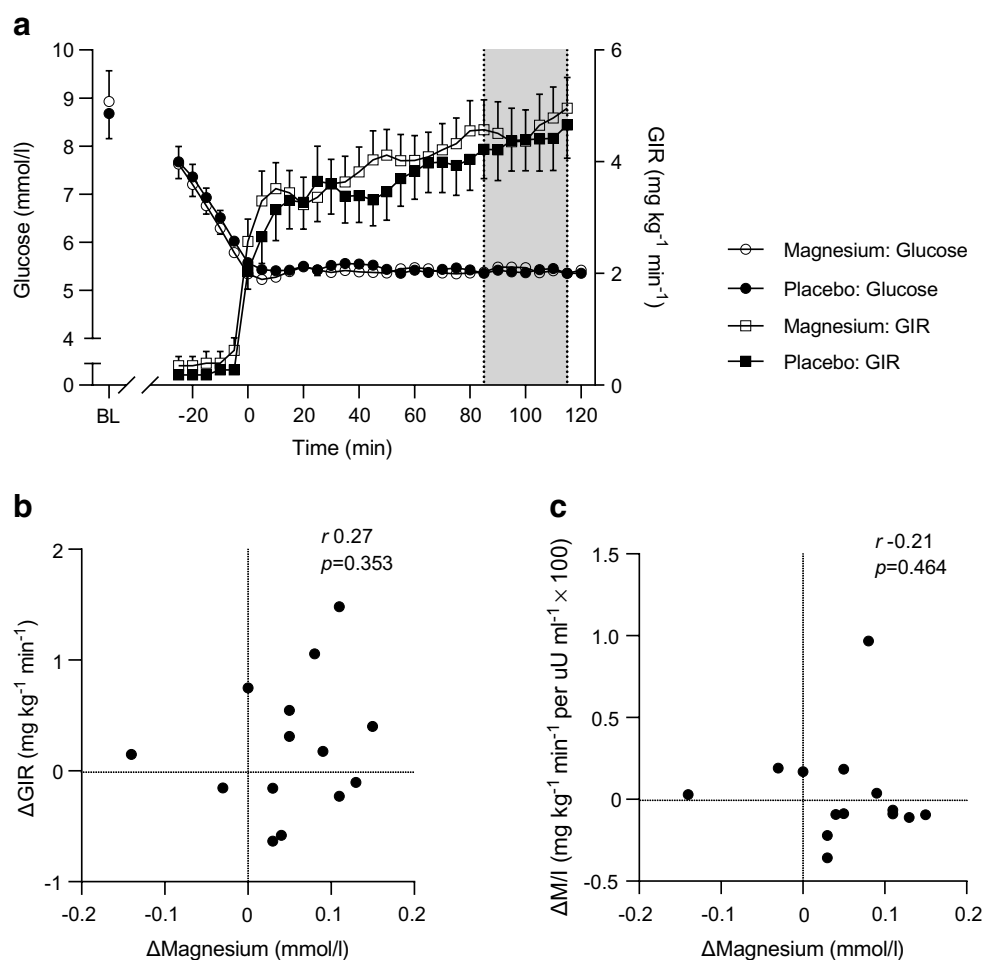 a
Glucose (mmol/l)
10
9
8
7
6
5
4
0
BL
-20
0
20
40
60
80
100
120
Time (min)
6
4
2
0
GIR (mg kg⁻¹ min⁻¹)
Magnesium: Glucose
Placebo: Glucose
Magnesium: GIR
Placebo: GIR
b
r 0.27
p=0.353
ΔGIR (mg kg⁻¹ min⁻¹)
2
1
0
-1
-0.2
-0.1
0
0.1
0.2
ΔMagnesium (mmol/l)
c
r -0.21
p=0.464
ΔM/I (mg kg⁻¹ min⁻¹ per uU ml⁻¹ × 100)
1.5
1.0
0.5
0
-0.5
-0.2
-0.1
0
0.1
0.2
ΔMagnesium (mmol/l)